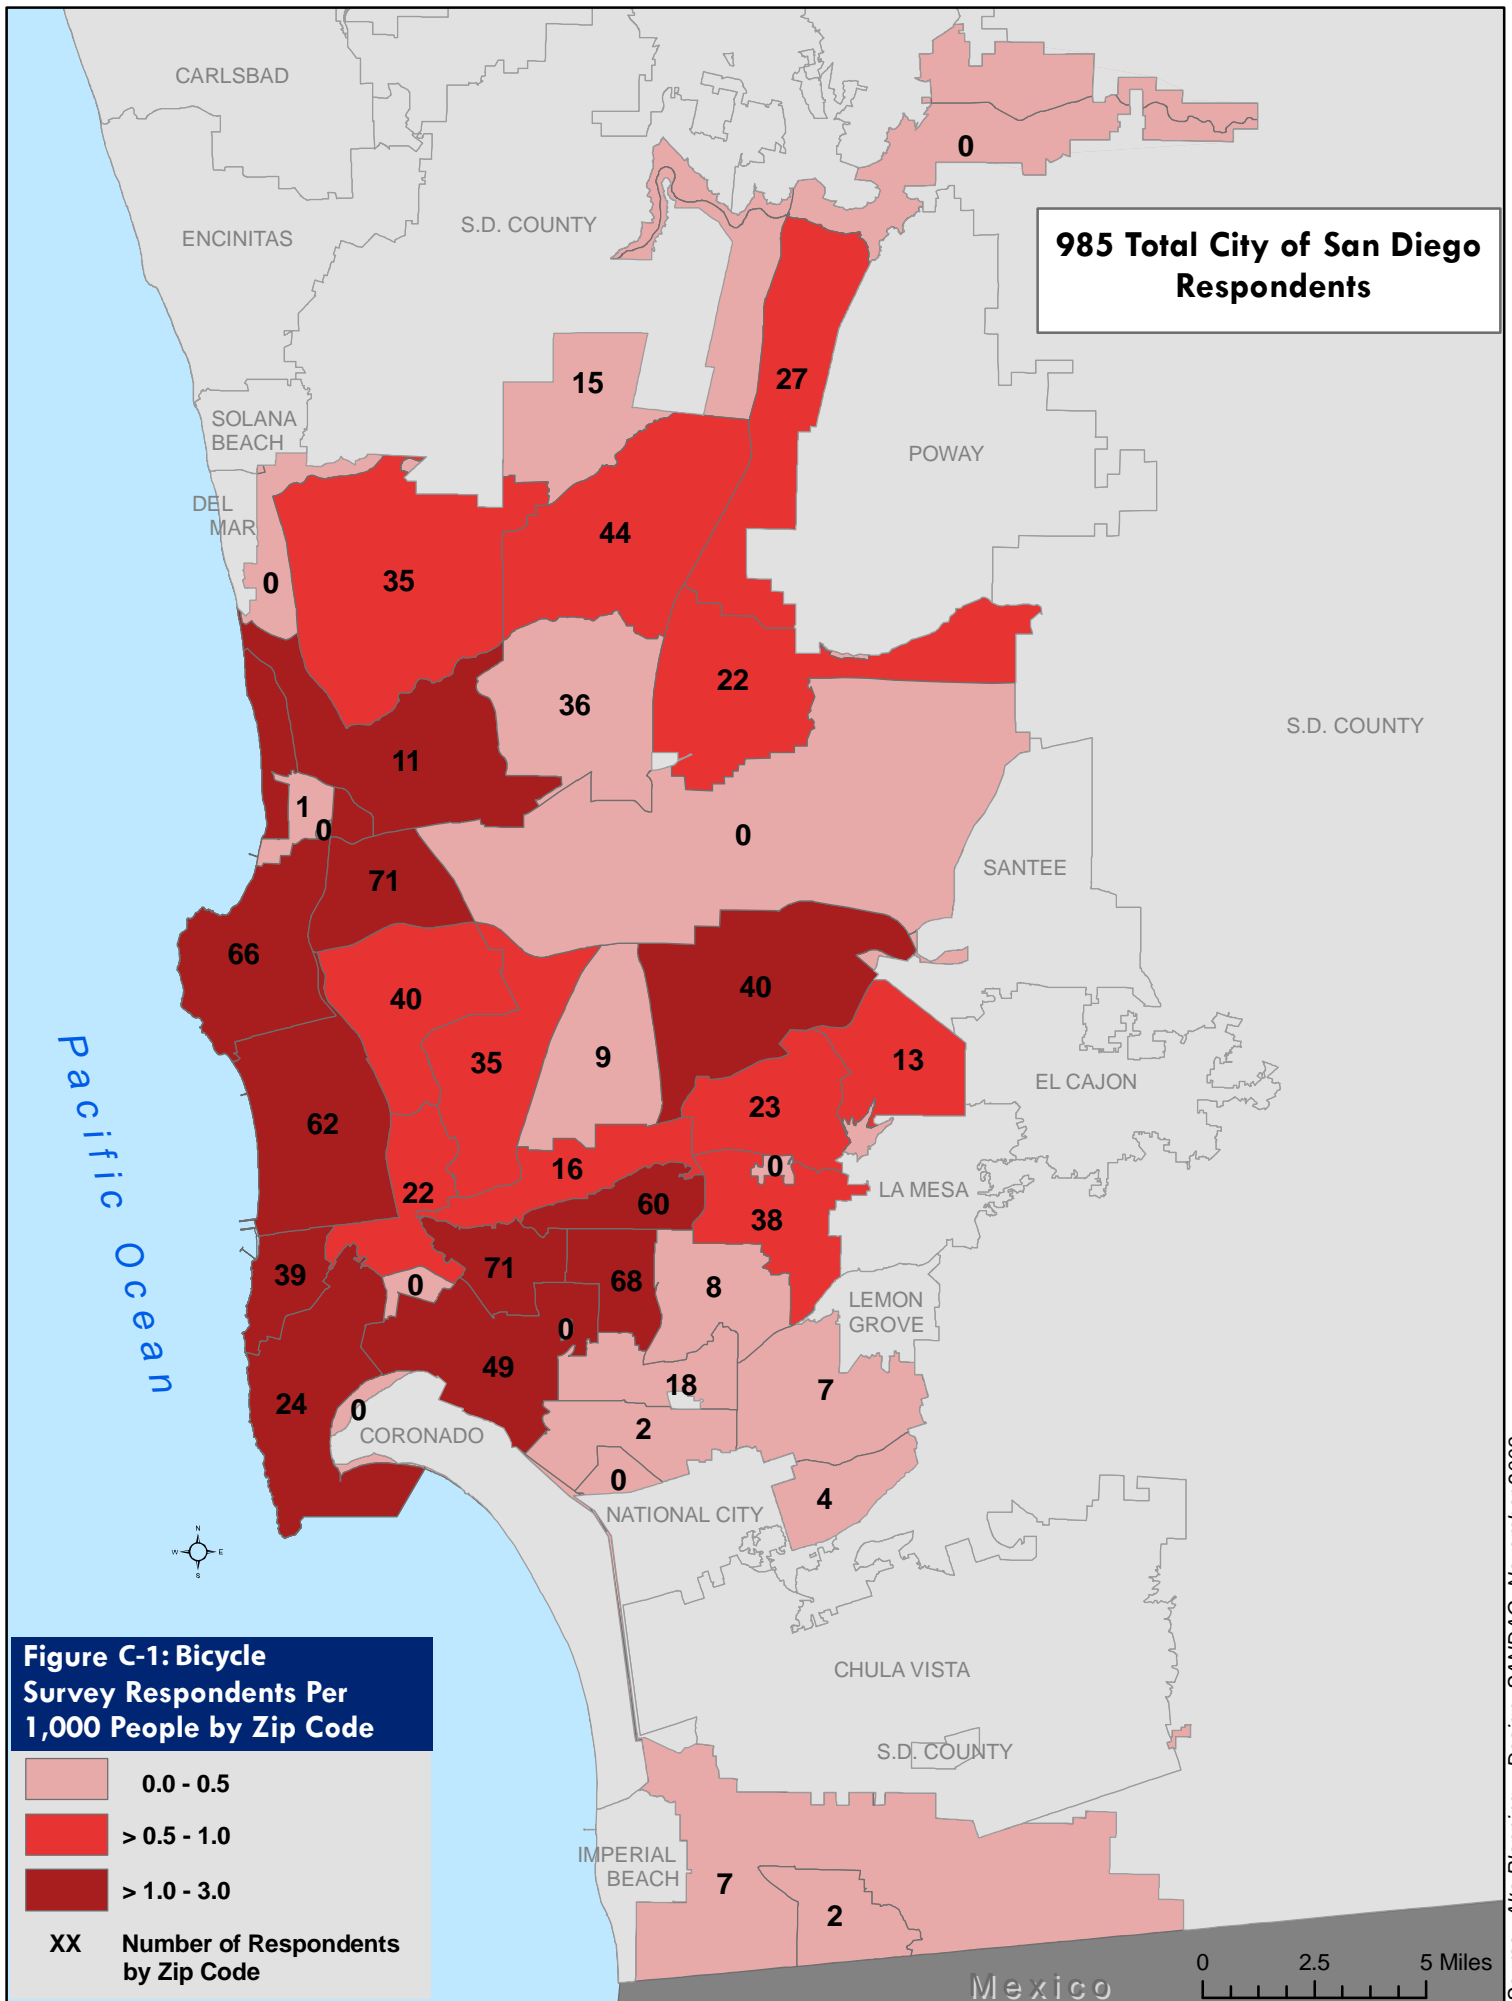 CARLSBAD
0
ENCINITAS
S.D. COUNTY
985 Total City of San Diego
Respondents
15
27
SOLANA
BEACH
POWAY
DEL
MAR
44
0
35
22
36
S.D. COUNTY
11
1
0
0
SANTEE
71
66
40
40
35
9
13
EL CAJON
23
62
16
0
LA MESA
22
60
38
71
39
0
68
8
LEMON
GROVE
0
49
18
7
24
0
CORONADO
2
0
4
NATIONAL CITY
Pacific Ocean
N
W E
S
CHULA VISTA
S.D. COUNTY
IMPERIAL
BEACH
7
2
Mexico
Figure C-1: Bicycle
Survey Respondents Per
1,000 People by Zip Code
0.0 - 0.5
> 0.5 - 1.0
> 1.0 - 3.0
XX Number of Respondents
by Zip Code
0 2.5 5 Miles